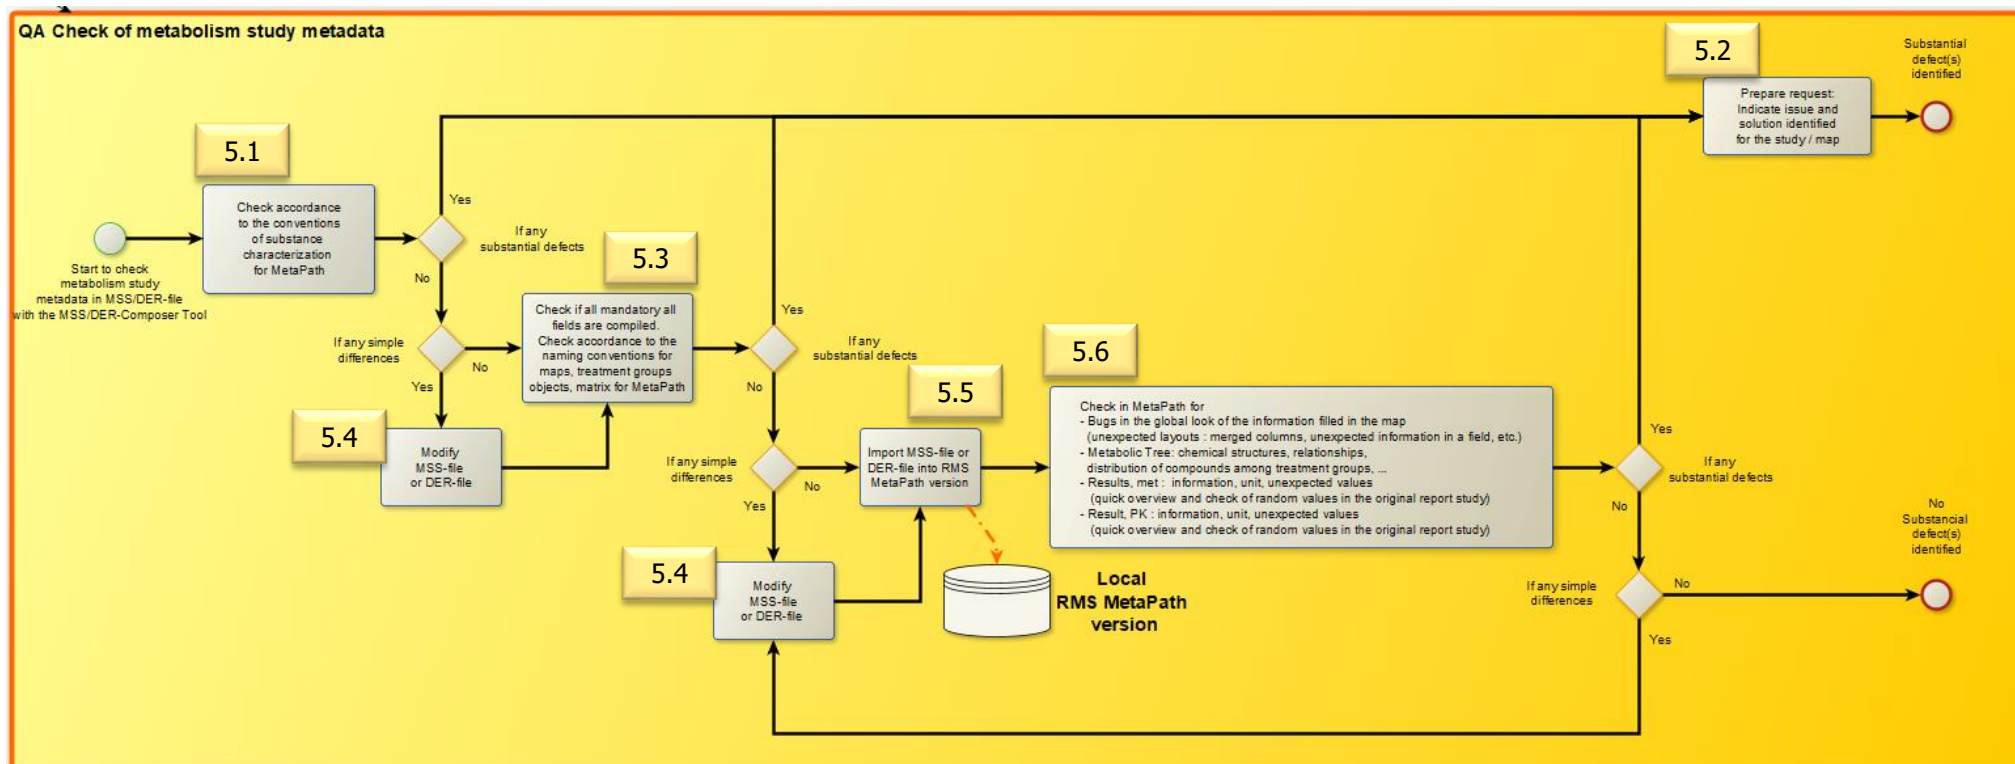 QA Check of metabolism study metadata
5.1
Start to check
metabolism study
metadata in MSS/DER-file
with the MSS/DER-Composer Tool
Check accordance
to the conventions
of substance
characterization
for MetaPath
Yes
If any
substantial defects
No
If any simple
differences
No
Yes
5.4
Modify
MSS-file
or DER-file
5.3
Check if all mandatory all
fields are compiled.
Check accordance to the
naming conventions for
maps, treatment groups
objects, matrix for MetaPath
Yes
If any
substantial defects
No
If any simple
differences
No
Yes
5.4
Modify
MSS-file
or DER-file
5.5
Import MSS-file or
DER-file into RMS
MetaPath version
Local
RMS MetaPath
version
5.6
Check in MetaPath for
- Bugs in the global look of the information filled in the map
(unexpected layouts : merged columns, unexpected information in a field, etc.)
- Metabolic Tree: chemical structures, relationships,
distribution of compounds among treatment groups, ...
- Results, met : information, unit, unexpected values
(quick overview and check of random values in the original report study)
- Result, PK : information, unit, unexpected values
(quick overview and check of random values in the original report study)
Yes
If any
substantial defects
No
If any simple
differences
No
Yes
5.2
Prepare request:
Indicate issue and
solution identified
for the study / map
Substantial
defect(s)
identified
No
Substancial
defect(s)
identified